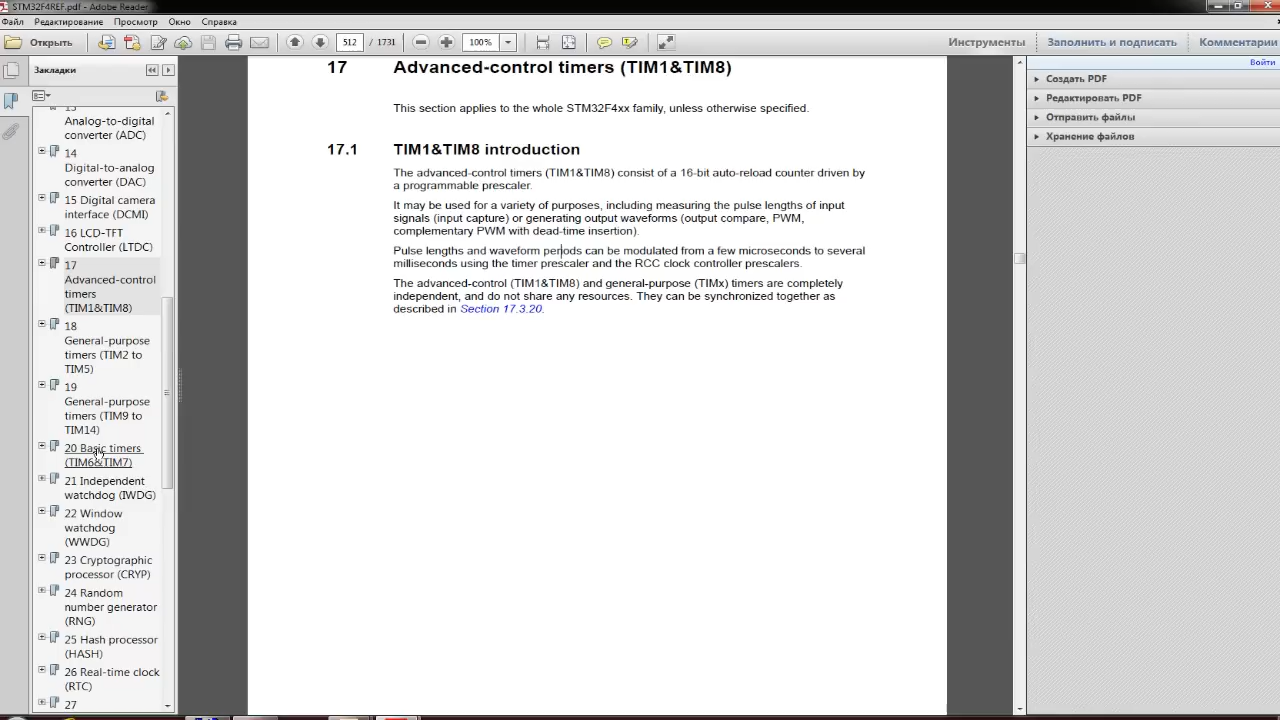 STM32F4REF.pdf - Adobe Reader
Файл Редактирование Просмотр Окно Справка
Открыть 512 / 1731 100% Инструменты Заполнить и подписать Комментарии
Войти
Закладки
Analog-to-digital
converter (ADC)
14
Digital-to-analog
converter (DAC)
15 Digital camera
interface (DCMI)
16 LCD-TFT
Controller (LTDC)
17
Advanced-control
timers
(TIM1&TIM8)
18
General-purpose
timers (TIM2 to
TIM5)
19
General-purpose
timers (TIM9 to
TIM14)
20 Basic timers
(TIM6&TIM7)
21 Independent
watchdog (IWDG)
22 Window
watchdog
(WWDG)
23 Cryptographic
processor (CRYP)
24 Random
number generator
(RNG)
25 Hash processor
(HASH)
26 Real-time clock
(RTC)
27
17 Advanced-control timers (TIM1&TIM8)
This section applies to the whole STM32F4xx family, unless otherwise specified.
17.1 TIM1&TIM8 introduction
The advanced-control timers (TIM1&TIM8) consist of a 16-bit auto-reload counter driven by
a programmable prescaler.
It may be used for a variety of purposes, including measuring the pulse lengths of input
signals (input capture) or generating output waveforms (output compare, PWM,
complementary PWM with dead-time insertion).
Pulse lengths and waveform periods can be modulated from a few microseconds to several
milliseconds using the timer prescaler and the RCC clock controller prescalers.
The advanced-control (TIM1&TIM8) and general-purpose (TIMx) timers are completely
independent, and do not share any resources. They can be synchronized together as
described in Section 17.3.20.
Создать PDF
Редактировать PDF
Отправить файлы
Хранение файлов